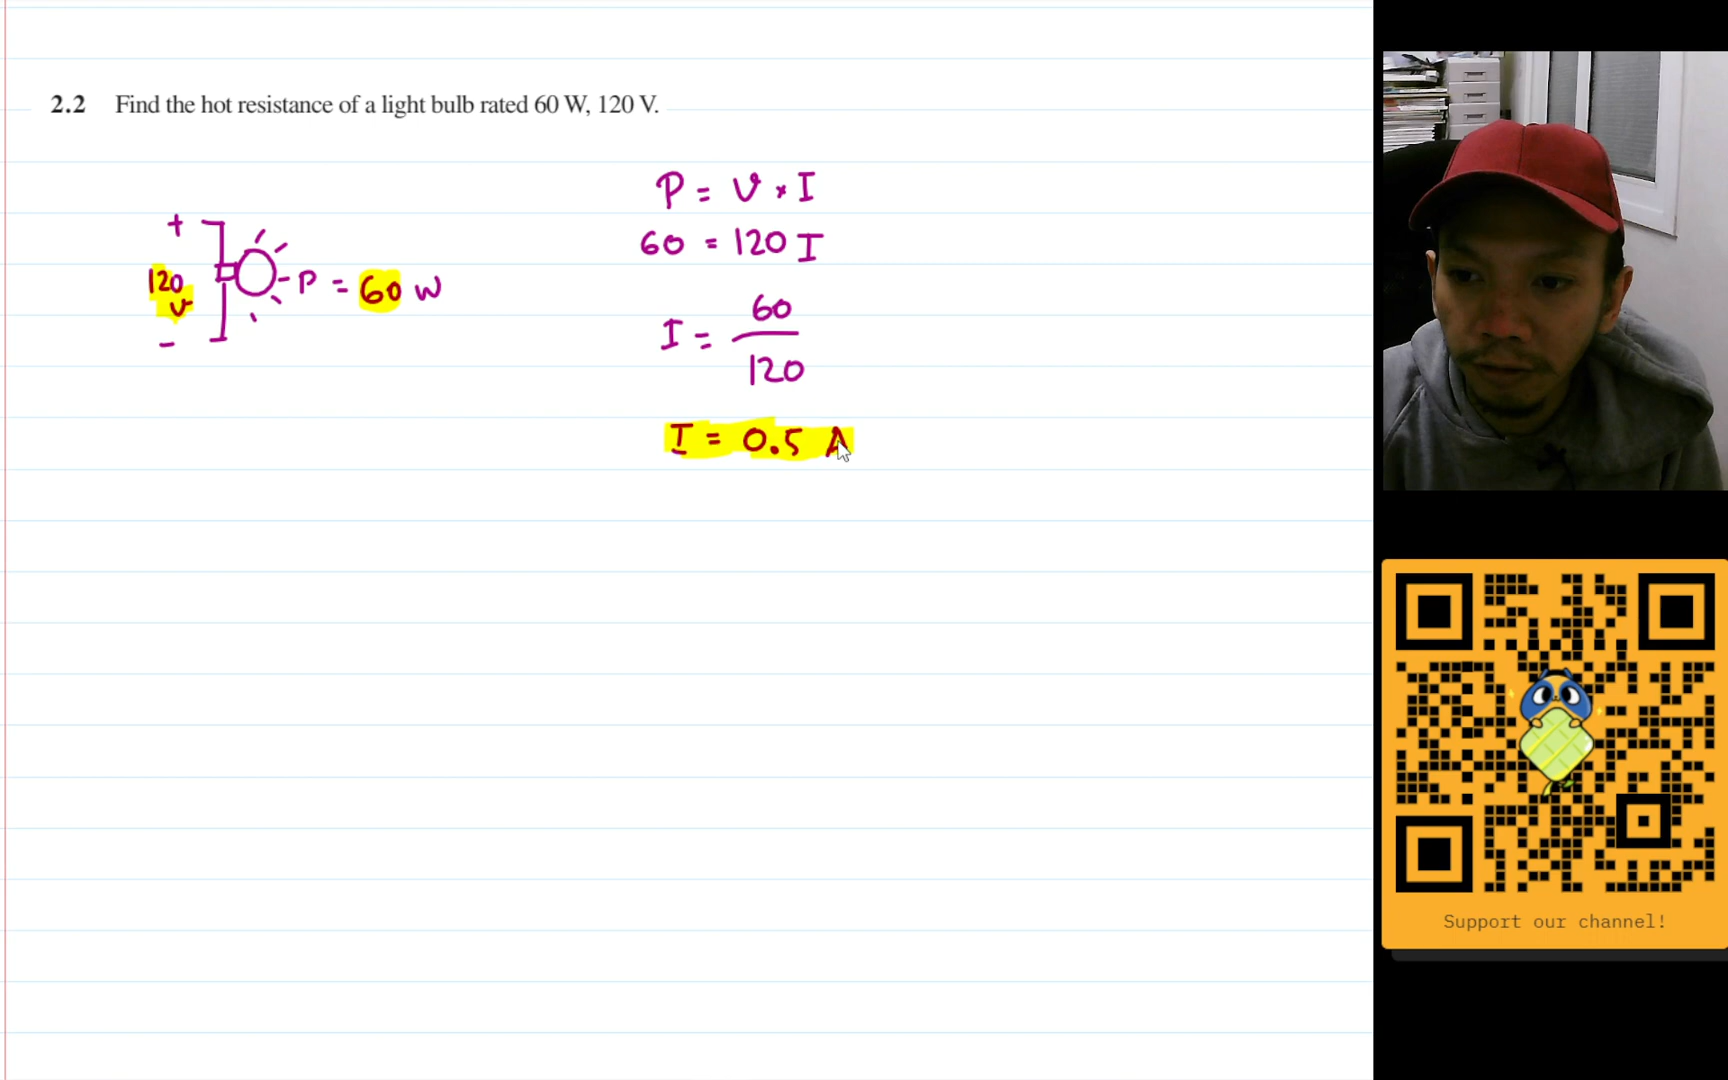 2.2 Find the hot resistance of a light bulb rated 60 W, 120 V.
+
120
V
-
P = 60 W
P = V × I
60 = 120 I
I = 60
120
I = 0.5 A
Support our channel!